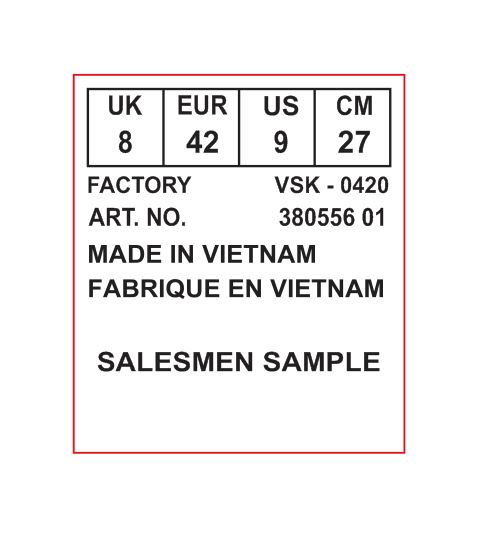 UK EUR US CM
8 42 9 27
FACTORY VSK - 0420
ART. NO. 380556 01
MADE IN VIETNAM
FABRIQUE EN VIETNAM
SALESMEN SAMPLE